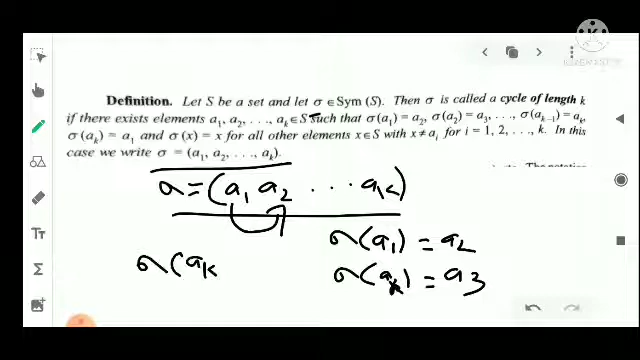 Definition. Let S be a set and let σ ∈ Sym (S). Then σ is called a cycle of length k
if there exists elements a₁, a₂, . . ., aₖ ∈ S such that σ(a₁) = a₂, σ(a₂) = a₃, . . ., σ(aₖ₋₁) = aₖ,
σ(aₖ) = a₁ and σ(x) = x for all other elements x∈S with x≠aᵢ for i = 1, 2, . . ., k. In this
case we write σ = (a₁, a₂, . . ., aₖ).
The notation
σ = (a₁ a₂ . . . aₖ)
σ(a₁) = a₂
σ(aₖ
σ(a ) = a₃